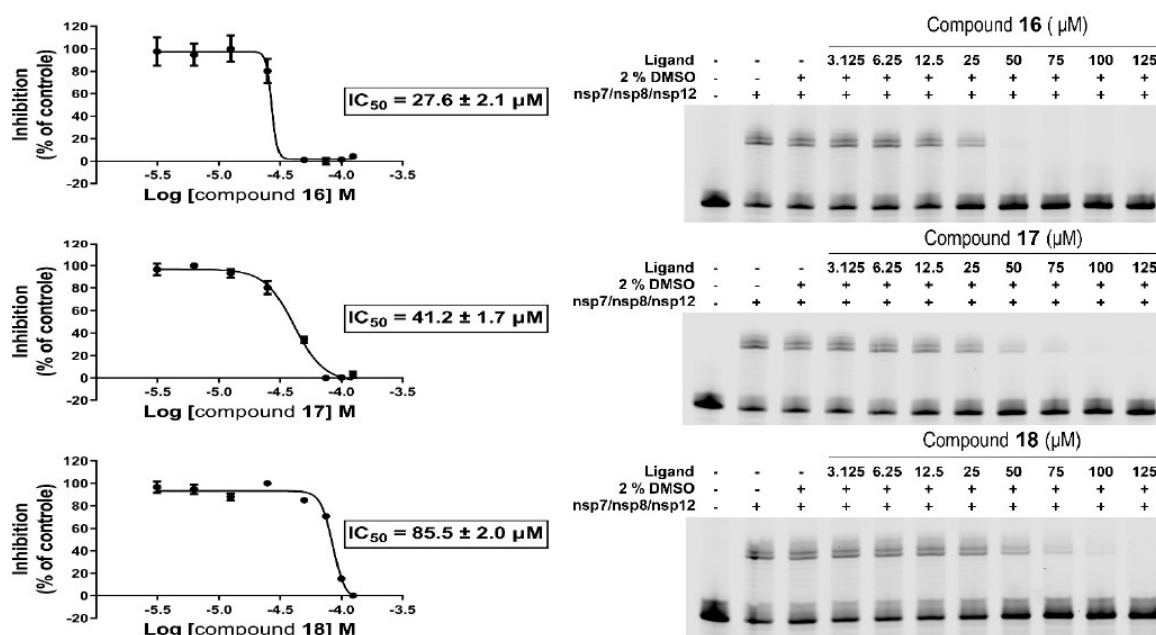 120
100
80
60
40
20
0
-20
Inhibition
(% of controle)
-5.5 -5.0 -4.5 -4.0 -3.5
Log [compound 16] M
IC50 = 27.6 ± 2.1 µM
Compound 16 ( µM)
Ligand - - - 3.125 6.25 12.5 25 50 75 100 125
2 % DMSO - - + + + + + + + + +
nsp7/nsp8/nsp12 - + + + + + + + + + +
120
100
80
60
40
20
0
-20
Inhibition
(% of controle)
-5.5 -5.0 -4.5 -4.0 -3.5
Log [compound 17] M
IC50 = 41.2 ± 1.7 µM
Compound 17 (µM)
Ligand - - - 3.125 6.25 12.5 25 50 75 100 125
2 % DMSO - - + + + + + + + + +
nsp7/nsp8/nsp12 - + + + + + + + + + +
120
100
80
60
40
20
0
-20
Inhibition
(% of controle)
-5.5 -5.0 -4.5 -4.0 -3.5
Log [compound 18] M
IC50 = 85.5 ± 2.0 µM
Compound 18 (µM)
Ligand - - - 3.125 6.25 12.5 25 50 75 100 125
2 % DMSO - - + + + + + + + + +
nsp7/nsp8/nsp12 - + + + + + + + + + +